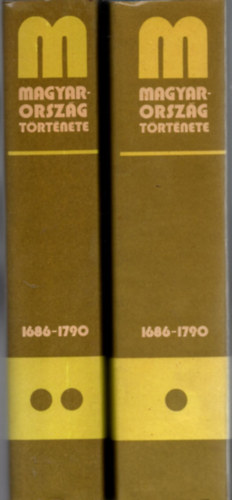 M
MAGYAR-
ORSZÁG
TÖRTÉNETE
1686-1790
M
MAGYAR-
ORSZÁG
TÖRTÉNETE
1686-1790